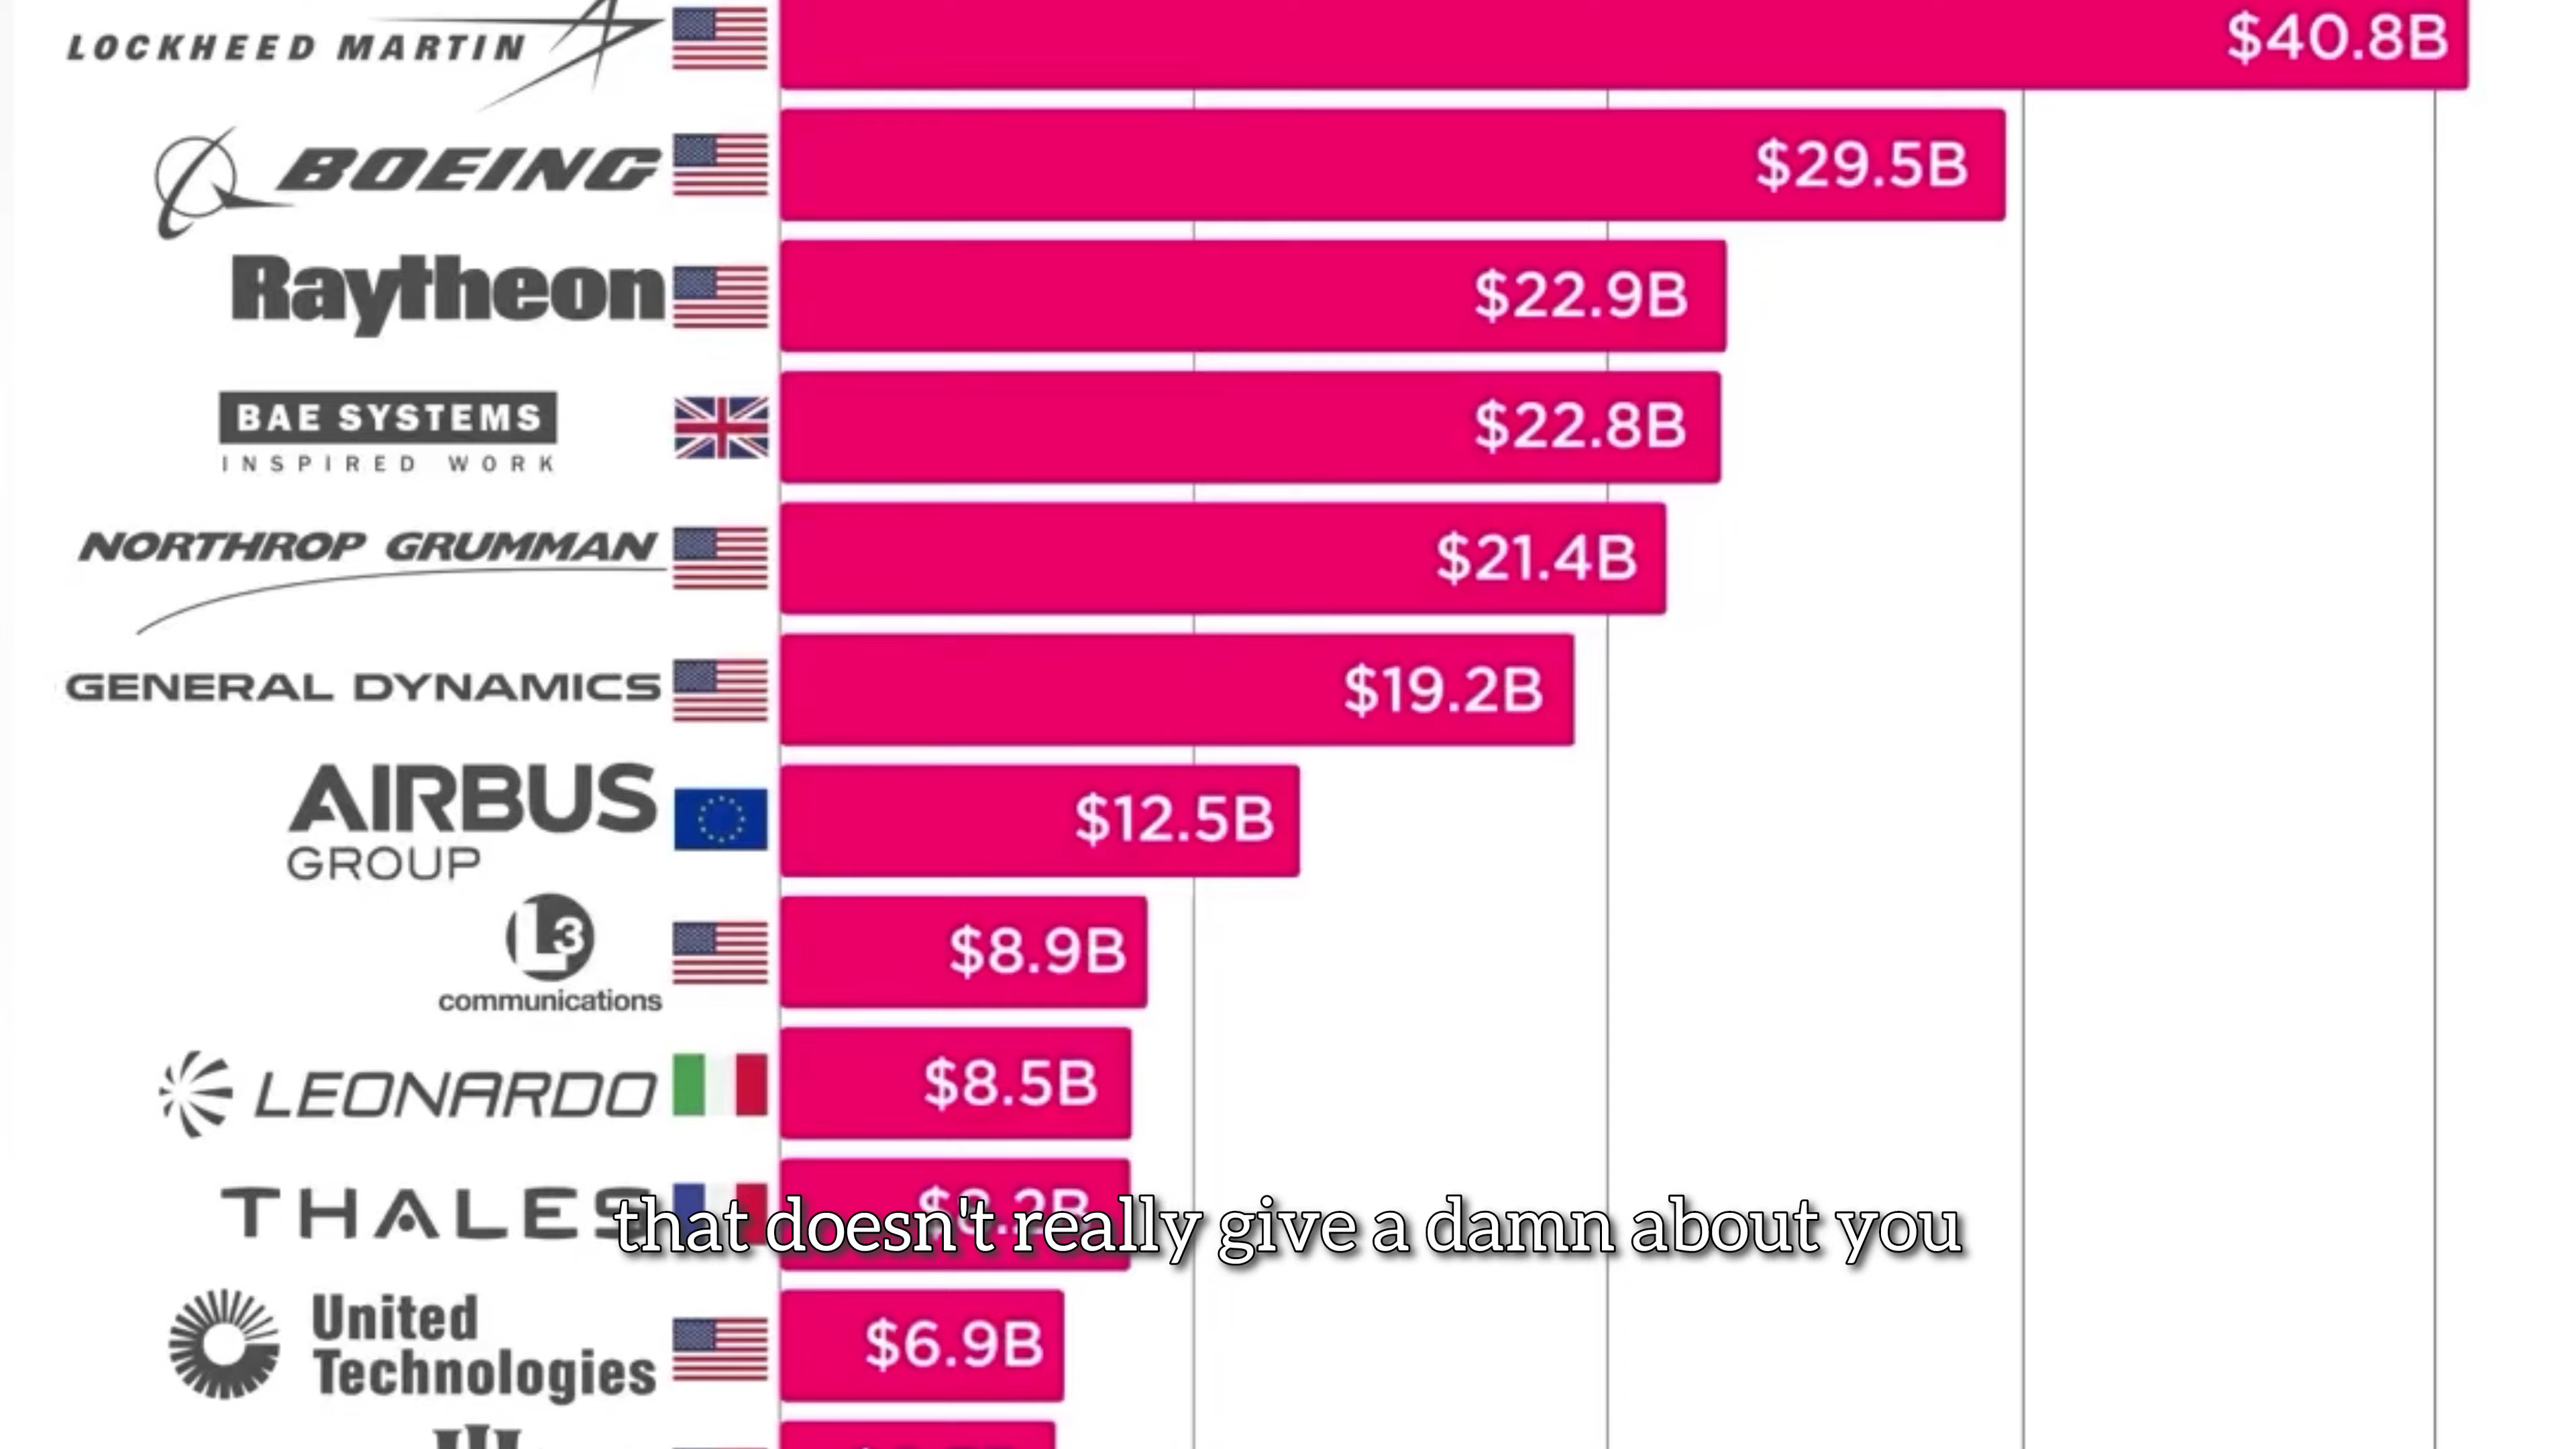 LOCKHEED MARTIN $40.8B
BOEING $29.5B
Raytheon $22.9B
BAE SYSTEMS $22.8B
INSPIRED WORK
NORTHROP GRUMMAN $21.4B
GENERAL DYNAMICS $19.2B
AIRBUS $12.5B
GROUP
L3 $8.9B
communications
LEONARDO $8.5B
THALES
that doesn't really give a damn about you
United
Technologies $6.9B